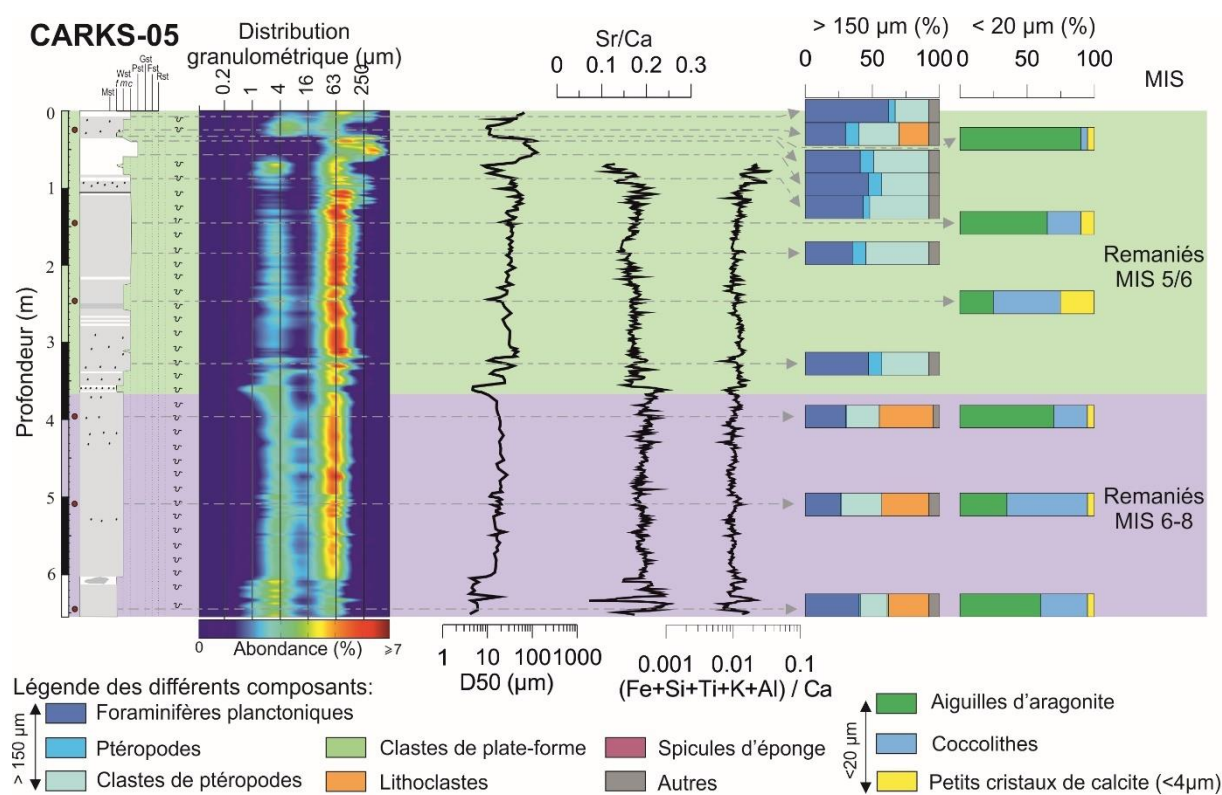 CARKS-05
Distribution
granulométrique (µm)
0.2
1
4
16
63
250
Sr/Ca
0
0.1
0.2
0.3
> 150 µm (%)
0
50
100
< 20 µm (%)
0
50
100
MIS
Mst
Wst
f m c
Pst
Gst
Fst
Rst
Profondeur (m)
0
1
2
3
4
5
6
Remaniés
MIS 5/6
Remaniés
MIS 6-8
0
Abondance (%)
⩾7
1
10
100
1000
D50 (µm)
0.001
0.01
0.1
(Fe+Si+Ti+K+Al) / Ca
Légende des différents composants:
> 150 µm
Foraminifères planctoniques
Ptéropodes
Clastes de ptéropodes
Clastes de plate-forme
Lithoclastes
Spicules d'éponge
Autres
<20 µm
Aiguilles d'aragonite
Coccolithes
Petits cristaux de calcite (<4µm)